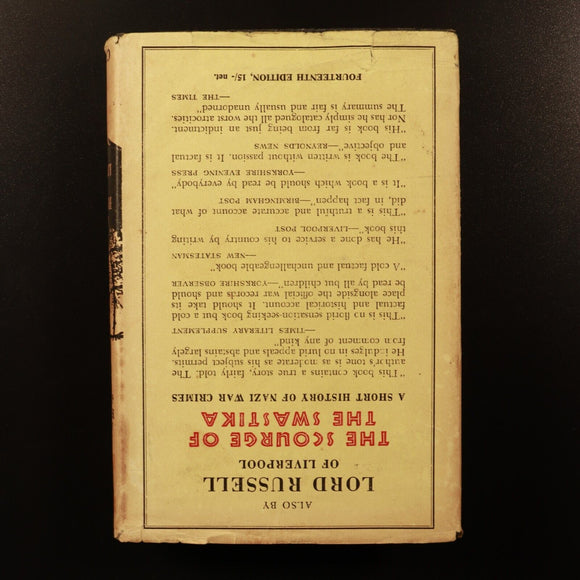 ALSO BY
LORD RUSSELL
OF LIVERPOOL
THE SCOURGE OF
THE SWASTIKA
A SHORT HISTORY OF NAZI WAR CRIMES
"This book contains a true story, fairly told: The
author's tone is as moderate as his subject permits.
He indulges in no lurid appeals and abstains largely
from comment of any kind"
—TIMES LITERARY SUPPLEMENT
"This is no florid sensation-seeking book but a cold
factual and historical account. It should take its
place alongside the official war records and should
be read by all but children"—YORKSHIRE OBSERVER
"A cold factual and unchallengeable book"
—NEW STATESMAN
"He has done a service to his country by writing
this book"—LIVERPOOL POST
"This is a truthful and accurate account of what
did, in fact happen"—BIRMINGHAM POST
"It is a book which should be read by everybody"
—YORKSHIRE EVENING PRESS
"The book is written without passion. It is factual
and objective"—REYNOLDS NEWS
"His book is far from being just an indictment.
Nor has he simply catalogued all the worst atrocities.
The summary is fair and usually unadorned"
—THE TIMES
FOURTEENTH EDITION, 15/- net.